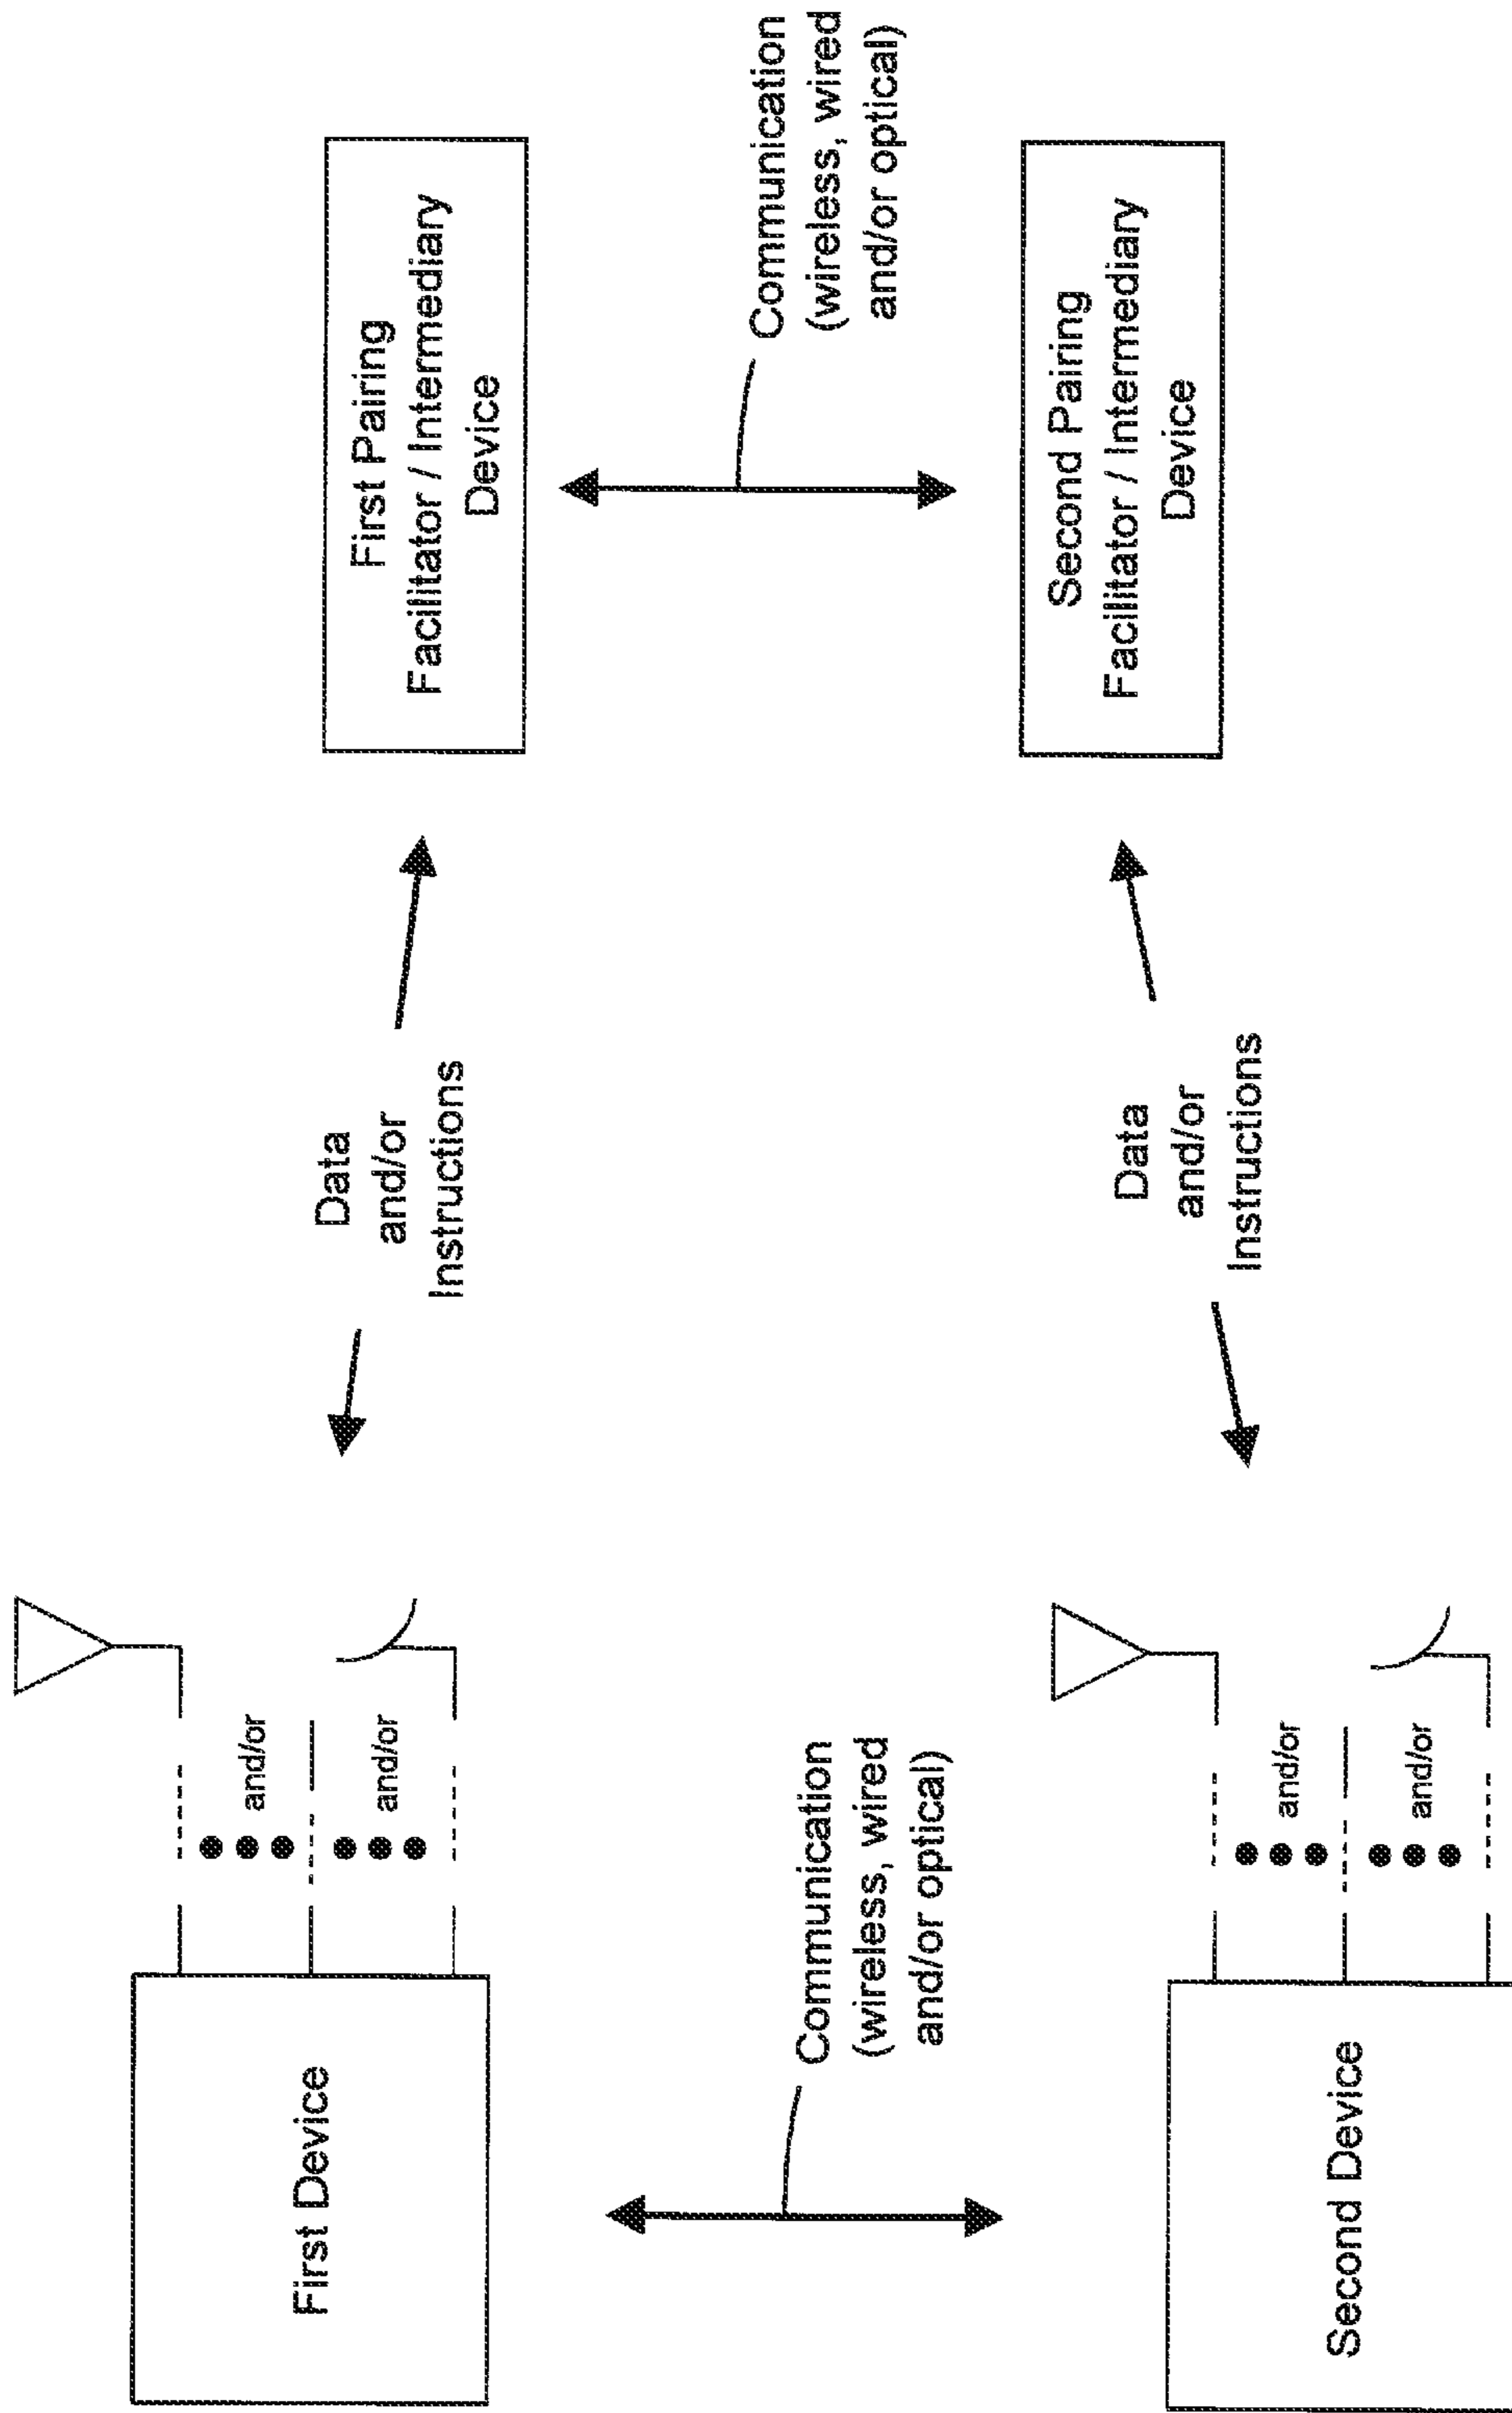 First Device
and/or
and/or
Data
and/or
Instructions
First Pairing
Facilitator / Intermediary
Device
Communication
(wireless, wired
and/or optical)
Communication
(wireless, wired
and/or optical)
Second Device
and/or
and/or
Data
and/or
Instructions
Second Pairing
Facilitator / Intermediary
Device